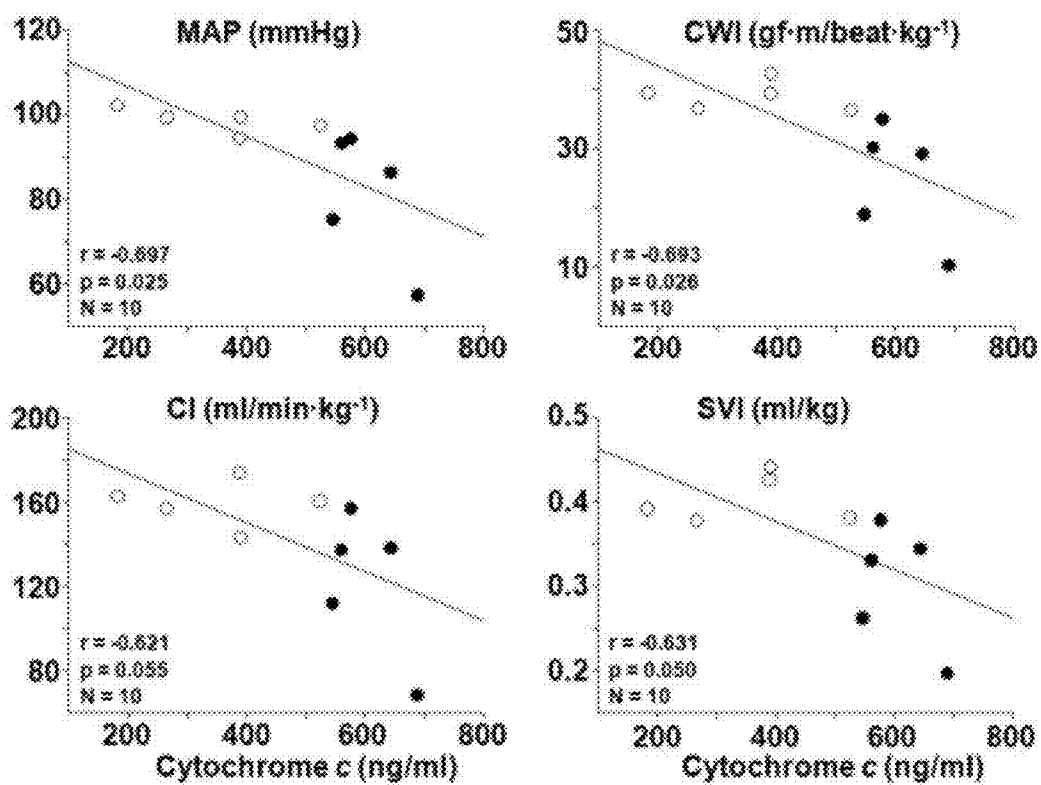 MAP (mmHg)
120
100
80
60
r = -0.697
p = 0.025
N = 10
200 400 600 800
CWI (gf·m/beat·kg⁻¹)
50
30
10
r = -0.693
p = 0.026
N = 10
200 400 600 800
CI (ml/min·kg⁻¹)
200
160
120
80
r = -0.621
p = 0.055
N = 10
200 400 600 800
Cytochrome c (ng/ml)
SVI (ml/kg)
0.5
0.4
0.3
0.2
r = -0.631
p = 0.050
N = 10
200 400 600 800
Cytochrome c (ng/ml)